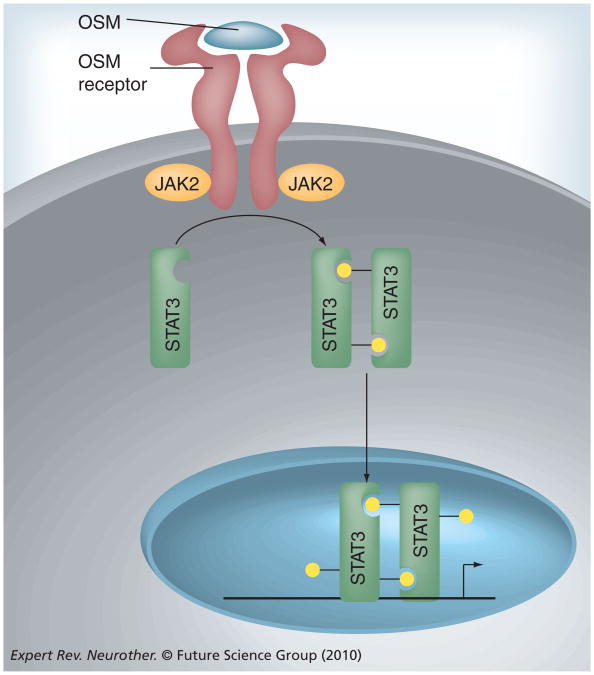 OSM
OSM
receptor
JAK2
JAK2
STAT3
STAT3
STAT3
STAT3
STAT3
Expert Rev. Neurother. © Future Science Group (2010)